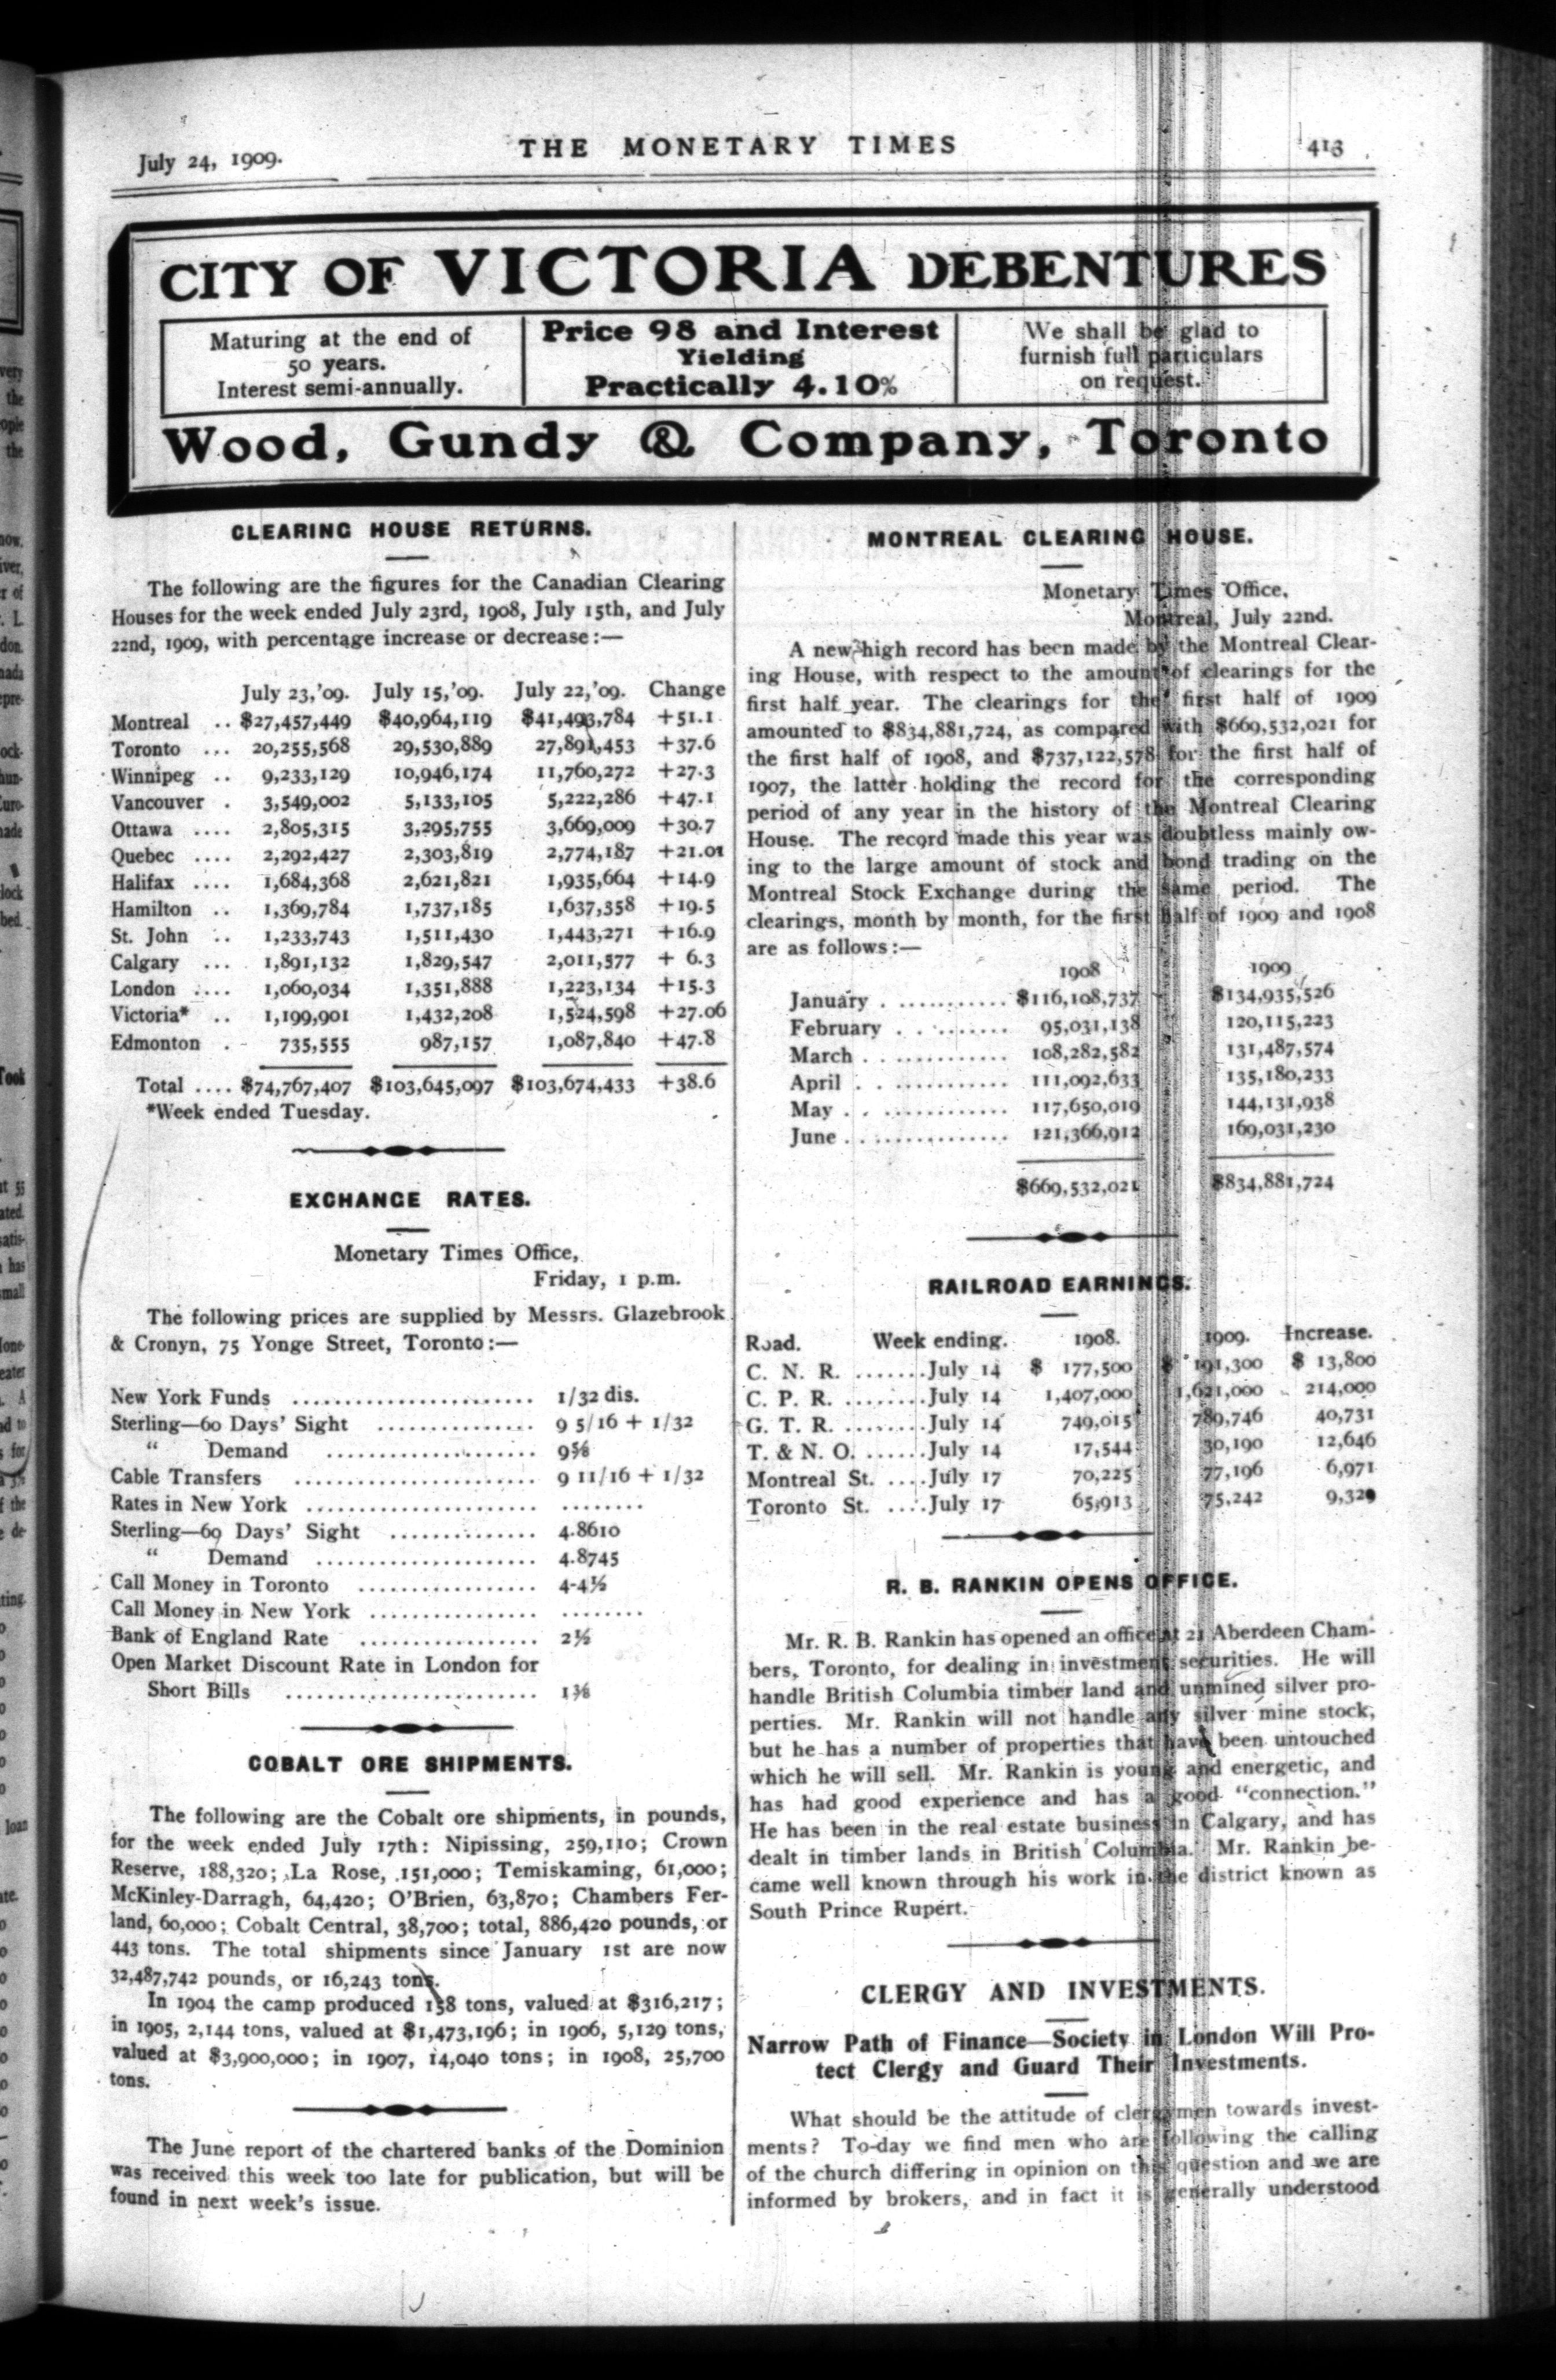 July 24, 1909.
THE MONETARY TIMES
413
CITY OF VICTORIA DEBENTURES
Maturing at the end of
50 years.
Interest semi-annually.
Price 98 and Interest
Yielding
Practically 4.10%
We shall be glad to
furnish full particulars
on request.
Wood, Gundy & Company, Toronto
CLEARING HOUSE RETURNS.
The following are the figures for the Canadian Clearing
Houses for the week ended July 23rd, 1908, July 15th, and July
22nd, 1909, with percentage increase or decrease:—
July 23,'09. July 15,'09. July 22,'09. Change
Montreal .. $27,457,449 $40,964,119 $41,493,784 +51.1
Toronto ... 20,255,568 29,530,889 27,891,453 +37.6
Winnipeg .. 9,233,129 10,946,174 11,760,272 +27.3
Vancouver . 3,549,002 5,133,105 5,222,286 +47.1
Ottawa .... 2,805,315 3,295,755 3,669,009 +30.7
Quebec .... 2,292,427 2,303,819 2,774,187 +21.01
Halifax .... 1,684,368 2,621,821 1,935,664 +14.9
Hamilton .. 1,369,784 1,737,185 1,637,358 +19.5
St. John .. 1,233,743 1,511,430 1,443,271 +16.9
Calgary ... 1,891,132 1,829,547 2,011,577 + 6.3
London .... 1,060,034 1,351,888 1,223,134 +15.3
Victoria* .. 1,199,901 1,432,208 1,524,598 +27.06
Edmonton . 735,555 987,157 1,087,840 +47.8
Total .... $74,767,407 $103,645,097 $103,674,433 +38.6
*Week ended Tuesday.
EXCHANGE RATES.
Monetary Times Office,
Friday, 1 p.m.
The following prices are supplied by Messrs. Glazebrook
& Cronyn, 75 Yonge Street, Toronto:—
New York Funds ........................ 1/32 dis.
Sterling—60 Days' Sight ................ 9 5/16 + 1/32
“ Demand ..................... 9⅝
Cable Transfers ........................ 9 11/16 + 1/32
Rates in New York ....................... ........
Sterling—60 Days' Sight .............. 4.8610
“ Demand ..................... 4.8745
Call Money in Toronto ................. 4-4½
Call Money in New York ................ ........
Bank of England Rate ................. 2½
Open Market Discount Rate in London for
Short Bills ........................ 1⅜
COBALT ORE SHIPMENTS.
The following are the Cobalt ore shipments, in pounds,
for the week ended July 17th: Nipissing, 259,110; Crown
Reserve, 188,320; La Rose, 151,000; Temiskaming, 61,000;
McKinley-Darragh, 64,420; O'Brien, 63,870; Chambers Fer-
land, 60,000; Cobalt Central, 38,700; total, 886,420 pounds, or
443 tons. The total shipments since January 1st are now
32,487,742 pounds, or 16,243 tons.
In 1904 the camp produced 158 tons, valued at $316,217;
in 1905, 2,144 tons, valued at $1,473,196; in 1906, 5,129 tons,
valued at $3,900,000; in 1907, 14,040 tons; in 1908, 25,700
tons.
The June report of the chartered banks of the Dominion
was received this week too late for publication, but will be
found in next week's issue.
MONTREAL CLEARING HOUSE.
Monetary Times Office,
Montreal, July 22nd.
A new high record has been made by the Montreal Clear-
ing House, with respect to the amount of clearings for the
first half year. The clearings for the first half of 1909
amounted to $834,881,724, as compared with $669,532,021 for
the first half of 1908, and $737,122,578 for the first half of
1907, the latter holding the record for the corresponding
period of any year in the history of the Montreal Clearing
House. The record made this year was doubtless mainly ow-
ing to the large amount of stock and bond trading on the
Montreal Stock Exchange during the same period. The
clearings, month by month, for the first half of 1909 and 1908
are as follows:—
1908 1909
January . ........... $116,108,737 $134,935,526
February . . ........ 95,031,138 120,115,223
March . . ............ 108,282,582 131,487,574
April . . ............ 111,092,633 135,180,233
May . . ............. 117,650,019 144,131,938
June . . .............. 121,366,912 169,031,230
$669,532,021 $834,881,724
RAILROAD EARNINGS.
Road. Week ending. 1908. 1909. Increase.
C. N. R. .......July 14 $ 177,500 $ 191,300 $ 13,800
C. P. R. ........July 14 1,407,000 1,621,000 214,000
G. T. R. .........July 14 749,015 789,746 40,731
T. & N. O. ......July 14 17,544 30,190 12,646
Montreal St. ....July 17 70,225 77,196 6,971
Toronto St. ....July 17 65,913 75,242 9,329
R. B. RANKIN OPENS OFFICE.
Mr. R. B. Rankin has opened an office at 21 Aberdeen Cham-
bers, Toronto, for dealing in investment securities. He will
handle British Columbia timber land and unmined silver pro-
perties. Mr. Rankin will not handle any silver mine stock,
but he has a number of properties that have been untouched
which he will sell. Mr. Rankin is young and energetic, and
has had good experience and has a good “connection.”
He has been in the real estate business in Calgary, and has
dealt in timber lands in British Columbia. Mr. Rankin be-
came well known through his work in the district known as
South Prince Rupert.
CLERGY AND INVESTMENTS.
Narrow Path of Finance—Society in London Will Pro-
tect Clergy and Guard Their Investments.
What should be the attitude of clergymen towards invest-
ments? To-day we find men who are following the calling
of the church differing in opinion on this question and we are
informed by brokers, and in fact it is generally understood